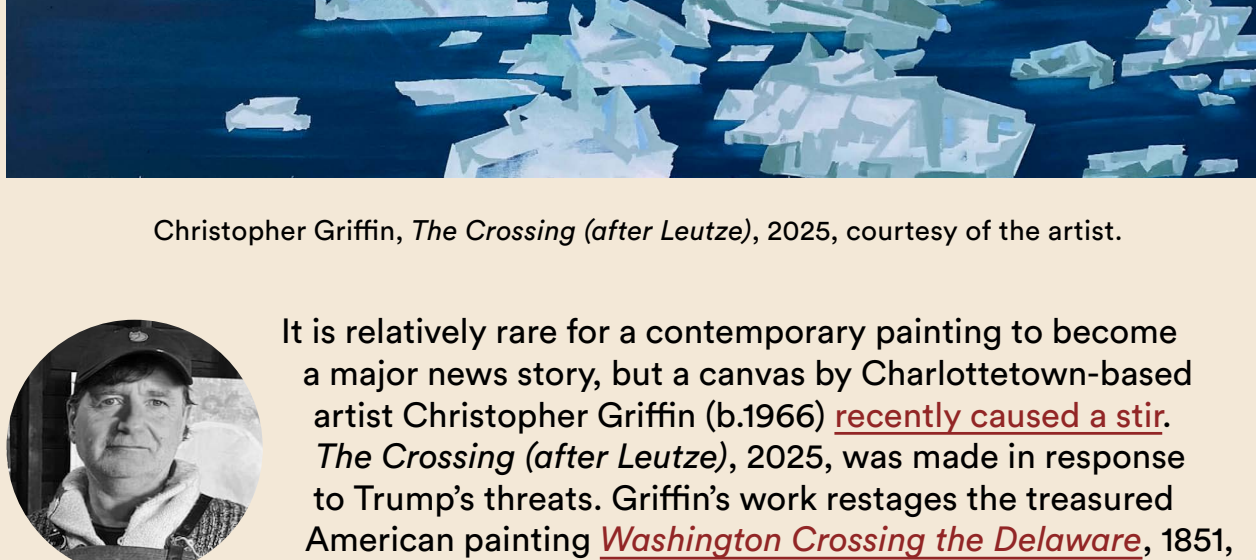 Christopher Griffin, The Crossing (after Leutze), 2025, courtesy of the artist.
It is relatively rare for a contemporary painting to become
a major news story, but a canvas by Charlottetown-based
artist Christopher Griffin (b.1966) recently caused a stir.
The Crossing (after Leutze), 2025, was made in response
to Trump’s threats. Griffin’s work restages the treasured
American painting Washington Crossing the Delaware, 1851,